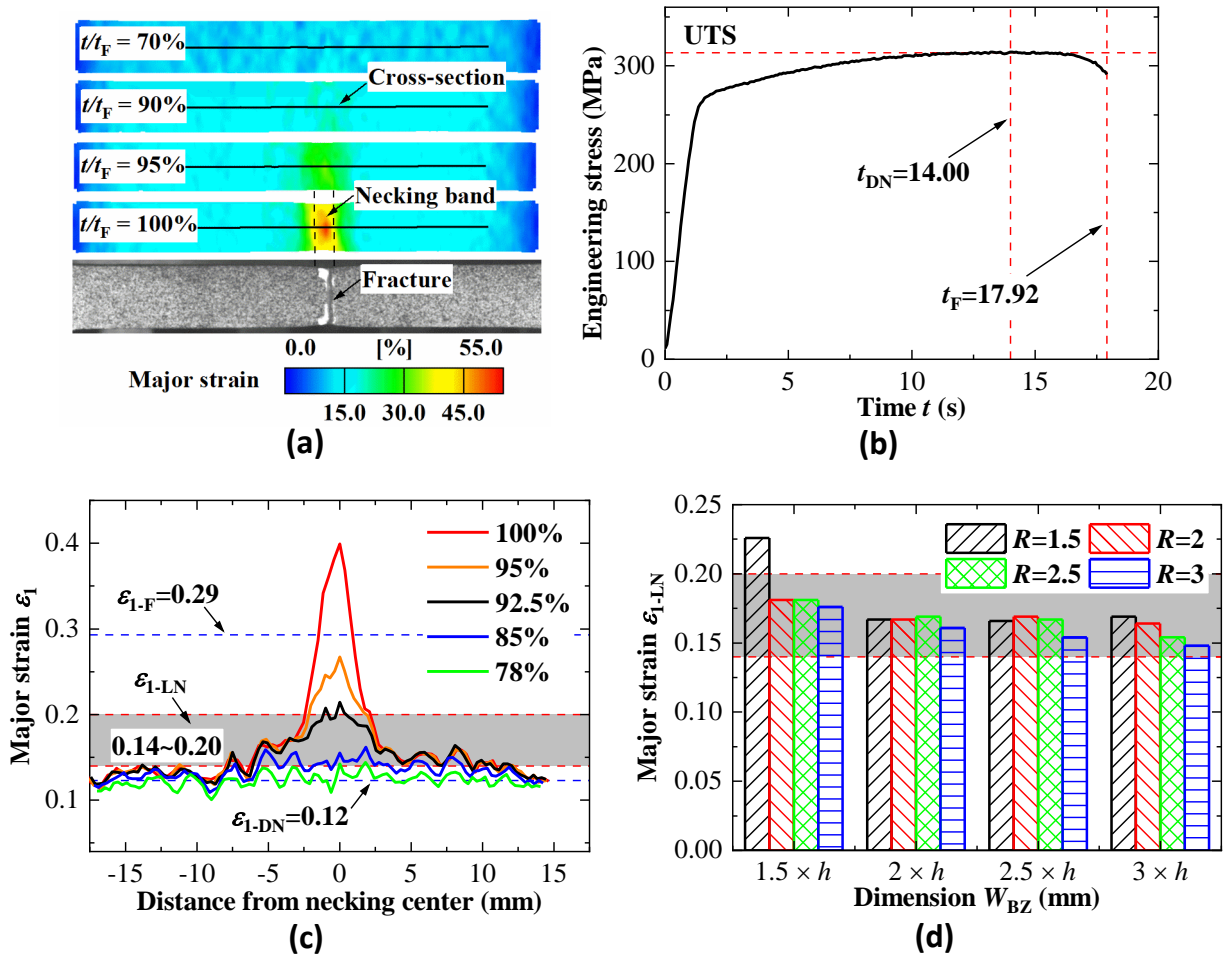 t/tF = 70%
Cross-section
t/tF = 90%
t/tF = 95%
Necking band
t/tF = 100%
Fracture
0.0 [%] 55.0
Major strain
15.0 30.0 45.0
(a)
UTS
Engineering stress (MPa)
300
200
100
0
tDN=14.00
tF=17.92
0 5 10 15 20
Time t (s)
(b)
Major strain ε1
0.4
0.3
0.2
0.1
100%
95%
92.5%
85%
78%
ε1-F=0.29
ε1-LN
0.14~0.20
ε1-DN=0.12
-15 -10 -5 0 5 10 15
Distance from necking center (mm)
(c)
Major strain ε1-LN
0.25
0.20
0.15
0.10
0.05
0.00
R=1.5 R=2
R=2.5 R=3
1.5 × h 2 × h 2.5 × h 3 × h
Dimension WBZ (mm)
(d)